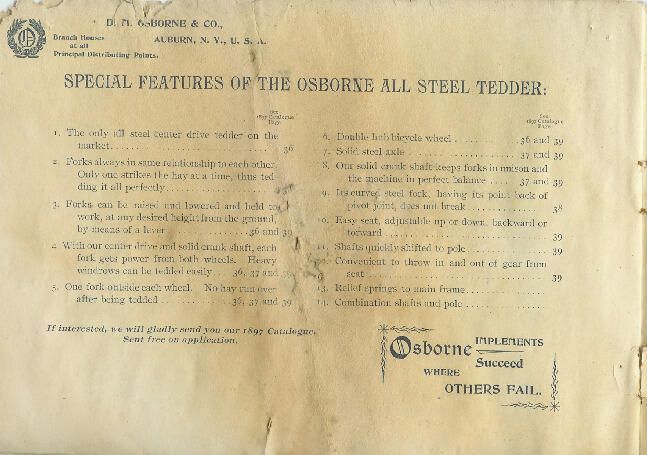 D. M. OSBORNE & CO.,
AUBURN, N. Y., U. S. A.
Branch Houses
at all
Principal Distributing Points.
SPECIAL FEATURES OF THE OSBORNE ALL STEEL TEDDER:
See
1897 Catalogue
Page
1. The only all steel center drive tedder on the
market. 36
2. Forks always in same relationship to each other.
Only one strikes the hay at a time, thus ted-
ding it all perfectly
3. Forks can be raised and lowered and held to
work, at any desired height from the ground,
by means of a lever 36 and 39
4. With our center drive and solid crank shaft, each
fork gets power from both wheels. Heavy
windrows can be tedded easily 36, 37 and
5. One fork outside each wheel. No hay run over
after being tedded 36, 37 and 39
If interested, we will gladly send you our 1897 Catalogue.
Sent free on application.
See
1897 Catalogue
Page
6. Double hub bicycle wheel 36 and 39
7. Solid steel axle 37 and 39
8. Our solid crank shaft keeps forks in unison and
the machine in perfect balance 37 and 39
9. Its curved steel fork, having its point back of
pivot joint, does not break 38
10. Easy seat, adjustable up or down, backward or
forward 39
11. Shafts quickly shifted to pole 39
Convenient to throw in and out of gear from
seat 39
13. Relief springs to main frame
14. Combination shafts and pole
Osborne IMPLEMENTS
Succeed
WHERE
OTHERS FAIL.